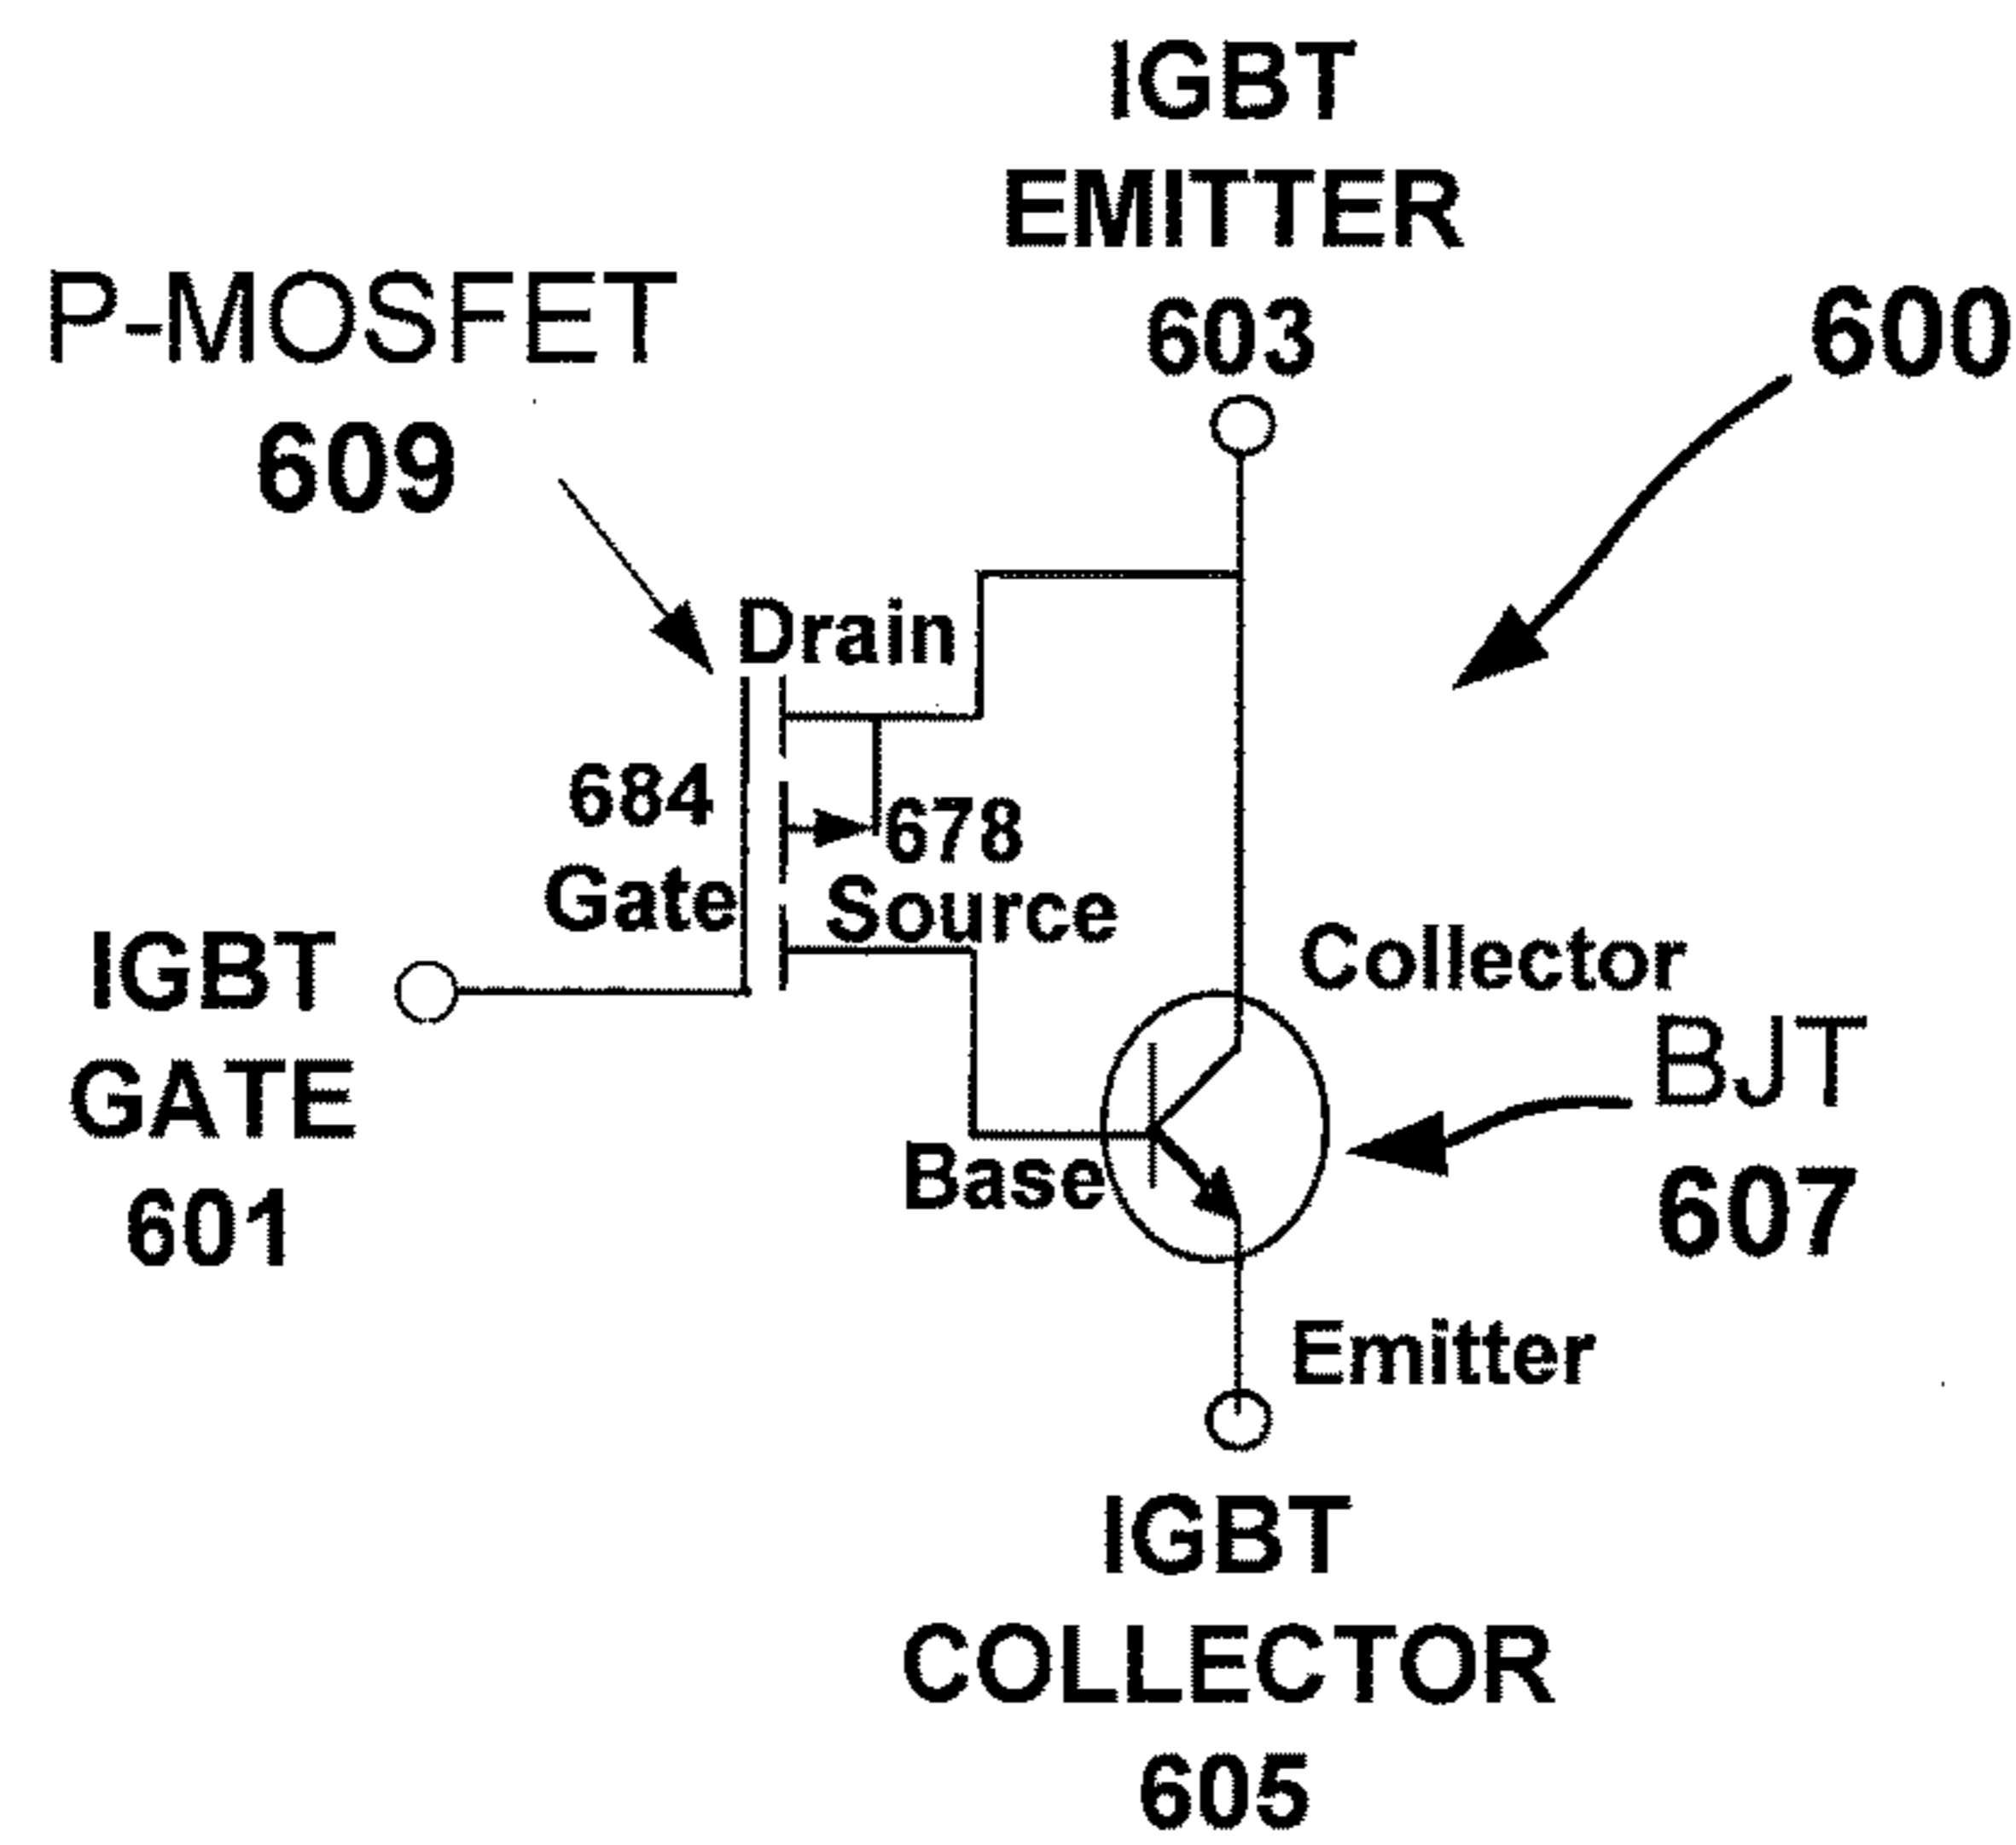 IGBT
EMITTER
603
P-MOSFET
609
600
Drain
684
Gate
678
Source
IGBT
GATE
601
Collector
BJT
607
Base
Emitter
IGBT
COLLECTOR
605